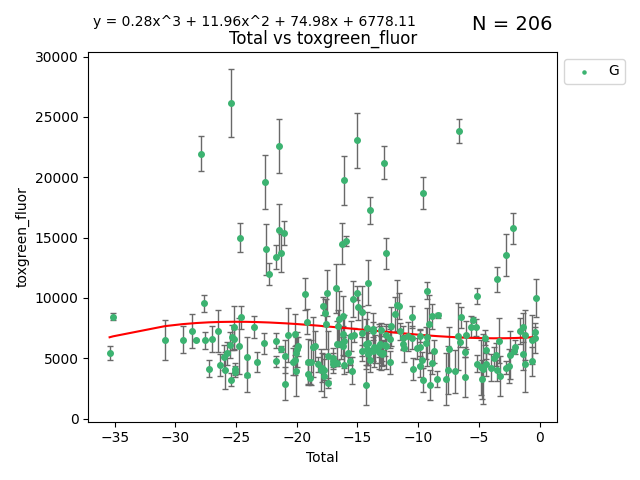 y = 0.28x^3 + 11.96x^2 + 74.98x + 6778.11
N = 206
Total vs toxgreen_fluor
G
30000
25000
20000
15000
10000
5000
0
toxgreen_fluor
−35 −30 −25 −20 −15 −10 −5 0
Total